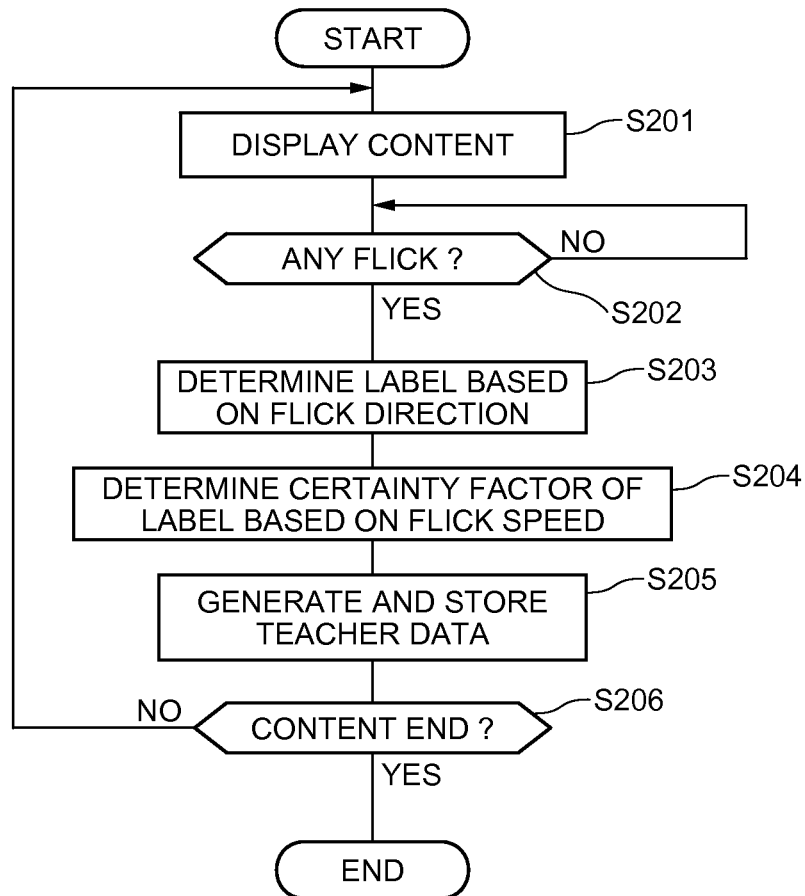 START
DISPLAY CONTENT
S201
ANY FLICK ?
NO
S202
YES
DETERMINE LABEL BASED
ON FLICK DIRECTION
S203
DETERMINE CERTAINTY FACTOR OF
LABEL BASED ON FLICK SPEED
S204
GENERATE AND STORE
TEACHER DATA
S205
NO
CONTENT END ?
S206
YES
END